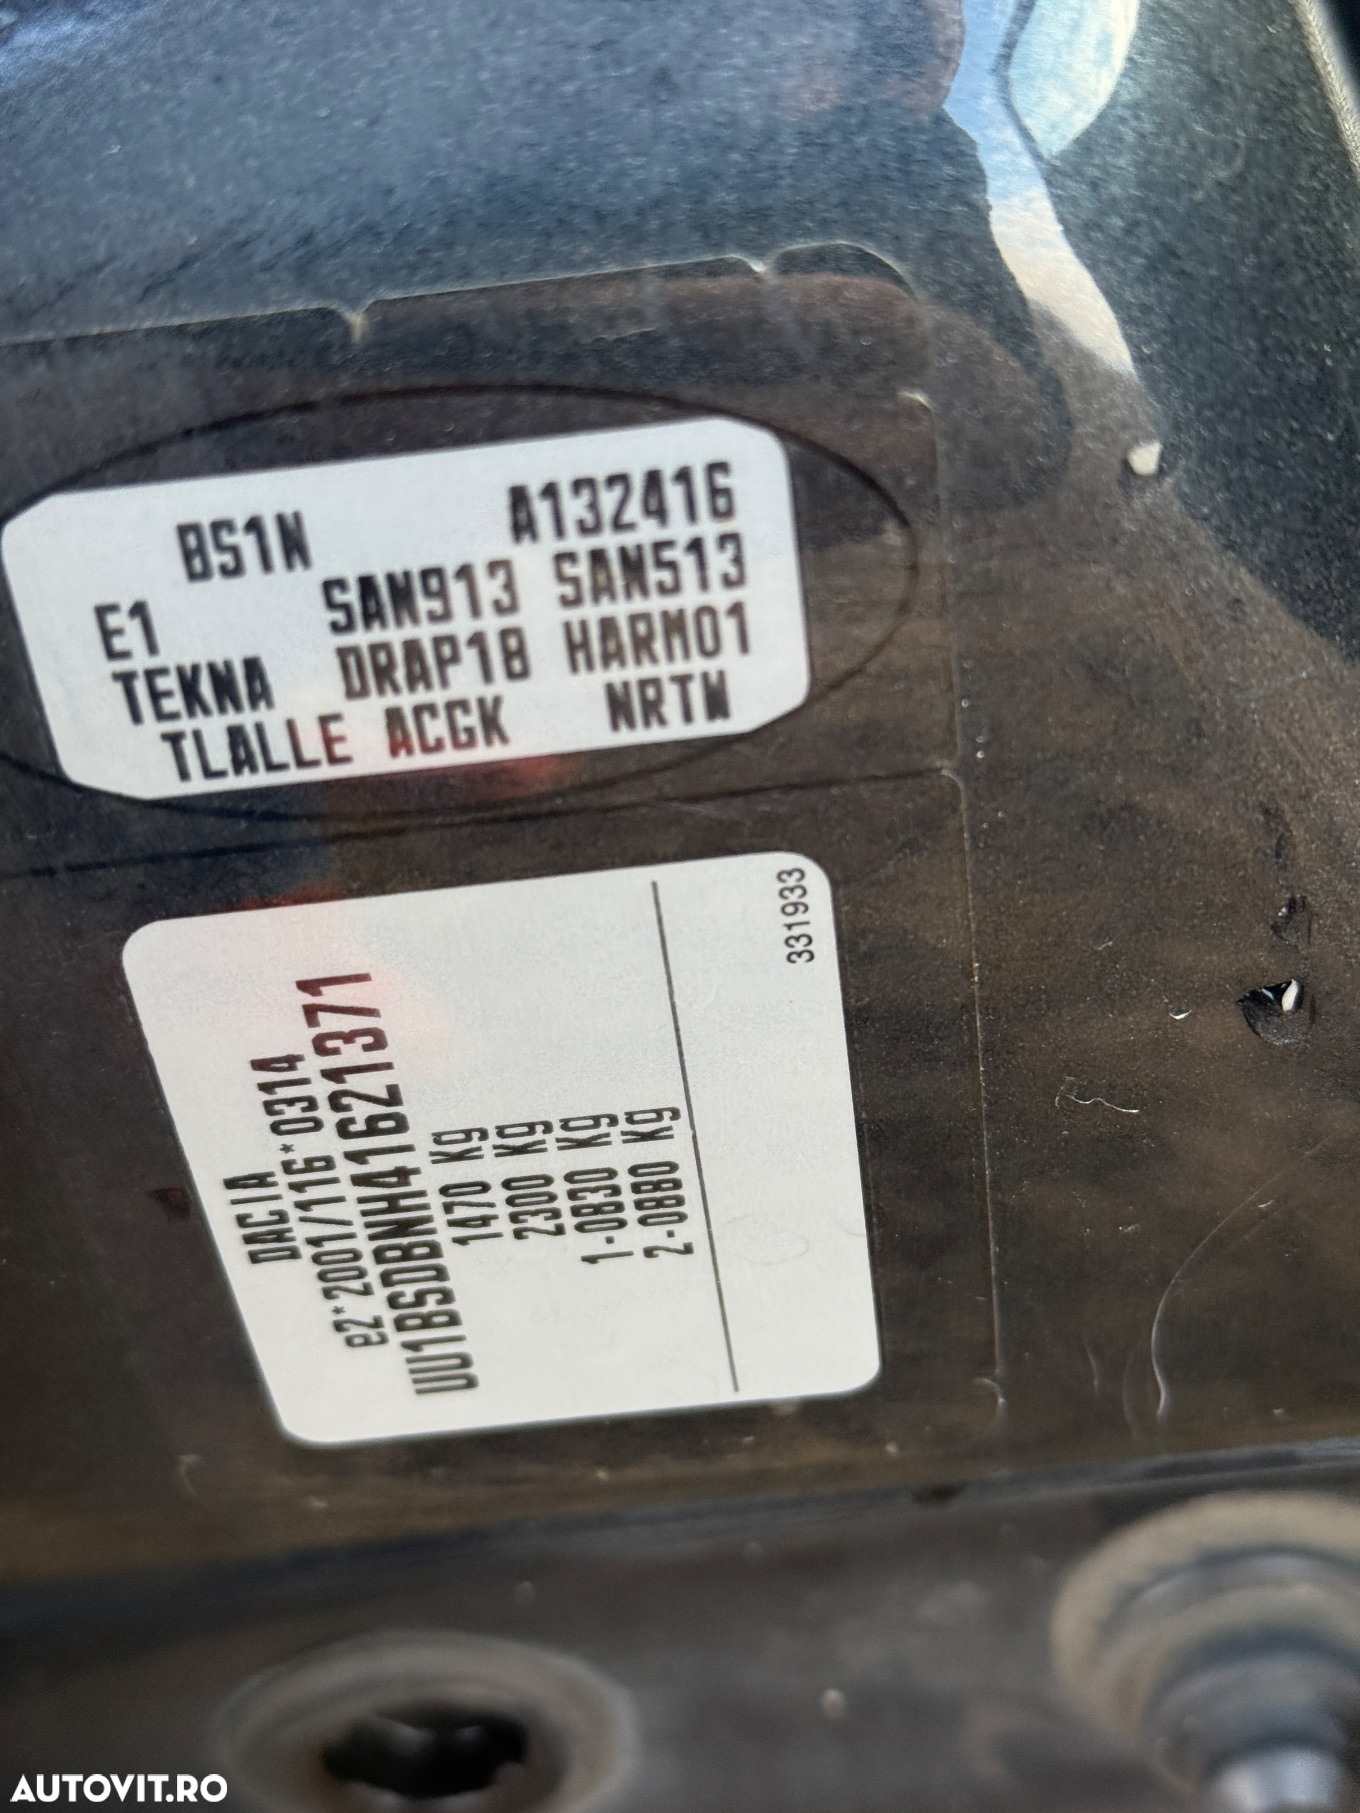 BS1N A132416
E1 SAN913 SAN513
TEKNA DRAP18 HARM01
TLALLE ACGK NRTW
331933
DACIA
e2*2001/116*0314
UU1BSDBNH41621371
1470 Kg
2300 Kg
1-0830 Kg
2-0880 Kg
AUTOVIT.RO